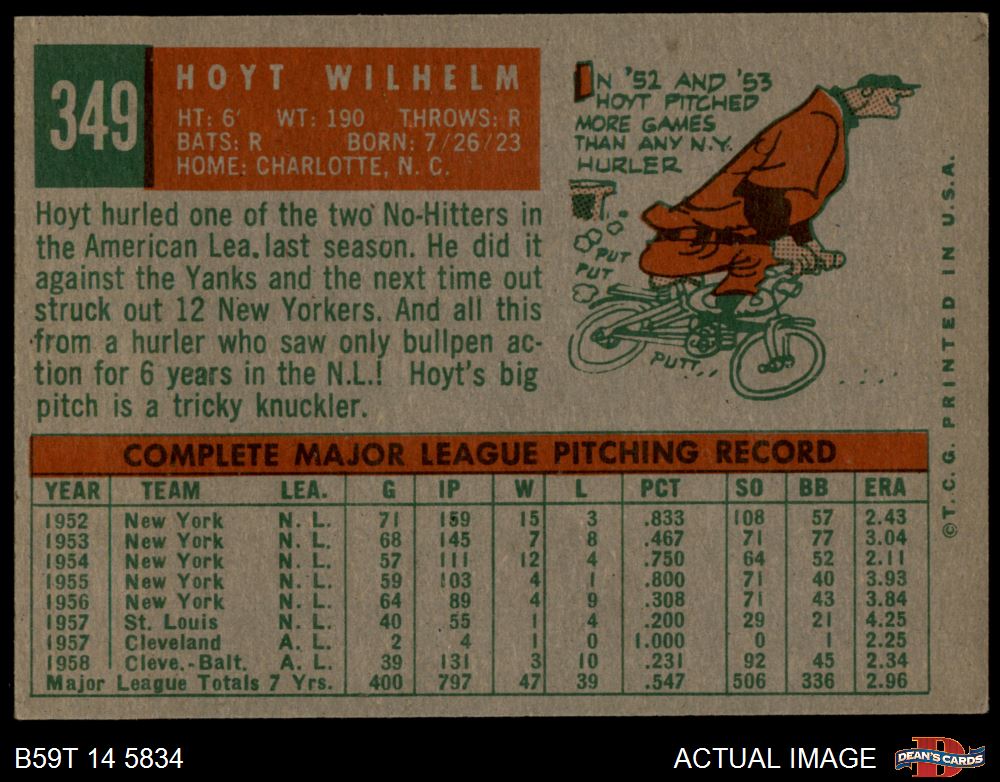 349
HOYT WILHELM
HT: 6' WT: 190 THROWS: R
BATS: R BORN: 7/26/23
HOME: CHARLOTTE, N. C.
IN '52 AND '53
HOYT PITCHED
MORE GAMES
THAN ANY N.Y.
HURLER
PUT
PUT
PUTT..
Hoyt hurled one of the two No-Hitters in
the American Lea. last season. He did it
against the Yanks and the next time out
struck out 12 New Yorkers. And all this
from a hurler who saw only bullpen ac-
tion for 6 years in the N.L.! Hoyt's big
pitch is a tricky knuckler.
COMPLETE MAJOR LEAGUE PITCHING RECORD
YEAR TEAM LEA. G IP W L PCT SO BB ERA
1952 New York N. L. 71 159 15 3 .833 108 57 2.43
1953 New York N. L. 68 145 7 8 .467 71 77 3.04
1954 New York N. L. 57 111 12 4 .750 64 52 2.11
1955 New York N. L. 59 103 4 1 .800 71 40 3.93
1956 New York N. L. 64 89 4 9 .308 71 43 3.84
1957 St. Louis N. L. 40 55 1 4 .200 29 21 4.25
1957 Cleveland A. L. 2 4 1 0 1.000 0 1 2.25
1958 Cleve.-Balt. A. L. 39 131 3 10 .231 92 45 2.34
Major League Totals 7 Yrs. 400 797 47 39 .547 506 336 2.96
©T.C.G. PRINTED IN U.S.A.
B59T 14 5834
ACTUAL IMAGE
D
DEAN'S CARDS